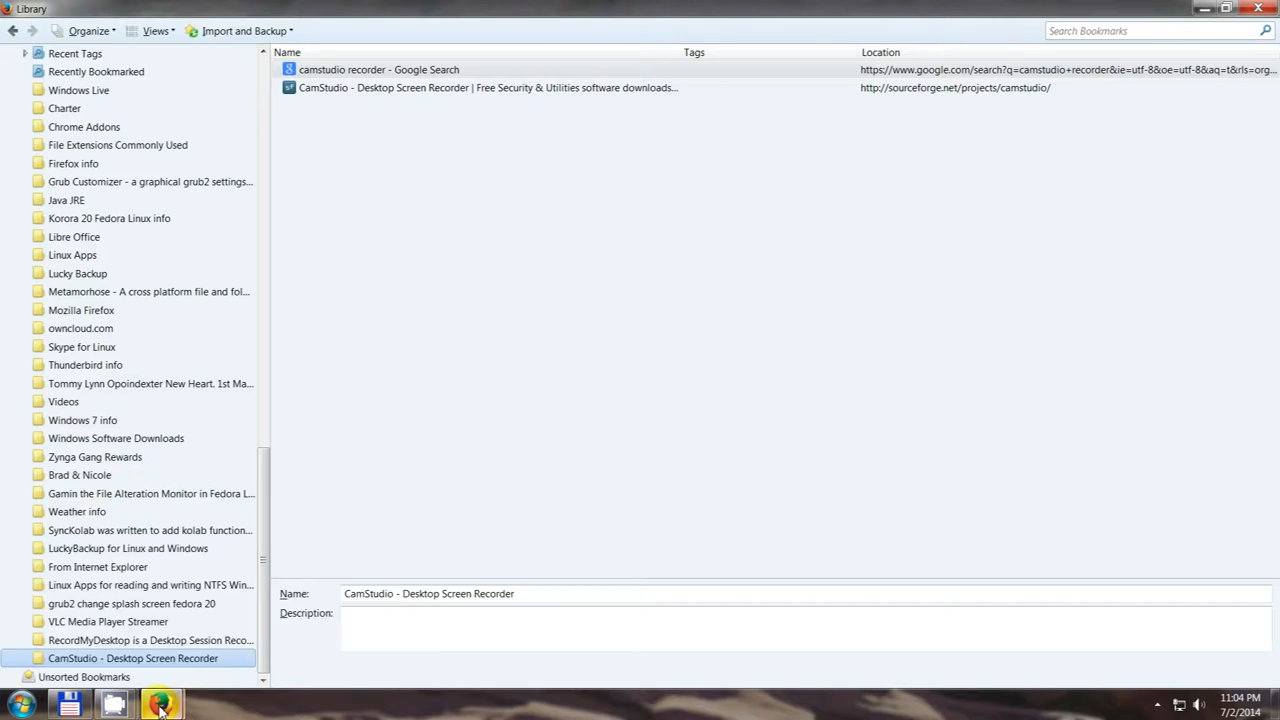 Library
Organize
Views
Import and Backup
Search Bookmarks
Recent Tags
Recently Bookmarked
Windows Live
Charter
Chrome Addons
File Extensions Commonly Used
Firefox info
Grub Customizer - a graphical grub2 settings...
Java JRE
Korora 20 Fedora Linux info
Libre Office
Linux Apps
Lucky Backup
Metamorhose - A cross platform file and fol...
Mozilla Firefox
owncloud.com
Skype for Linux
Thunderbird info
Tommy Lynn Opoindexter New Heart. 1st Ma...
Videos
Windows 7 info
Windows Software Downloads
Zynga Gang Rewards
Brad & Nicole
Gamin the File Alteration Monitor in Fedora L...
Weather info
SyncKolab was written to add kolab function...
LuckyBackup for Linux and Windows
From Internet Explorer
Linux Apps for reading and writing NTFS Win...
grub2 change splash screen fedora 20
VLC Media Player Streamer
RecordMyDesktop is a Desktop Session Reco...
CamStudio - Desktop Screen Recorder
Unsorted Bookmarks
Name Tags Location
camstudio recorder - Google Search https://www.google.com/search?q=camstudio+recorder&ie=utf-8&oe=utf-8&aq=t&rls=org...
CamStudio - Desktop Screen Recorder | Free Security & Utilities software downloads... http://sourceforge.net/projects/camstudio/
Name: CamStudio - Desktop Screen Recorder
Description:
11:04 PM
7/2/2014